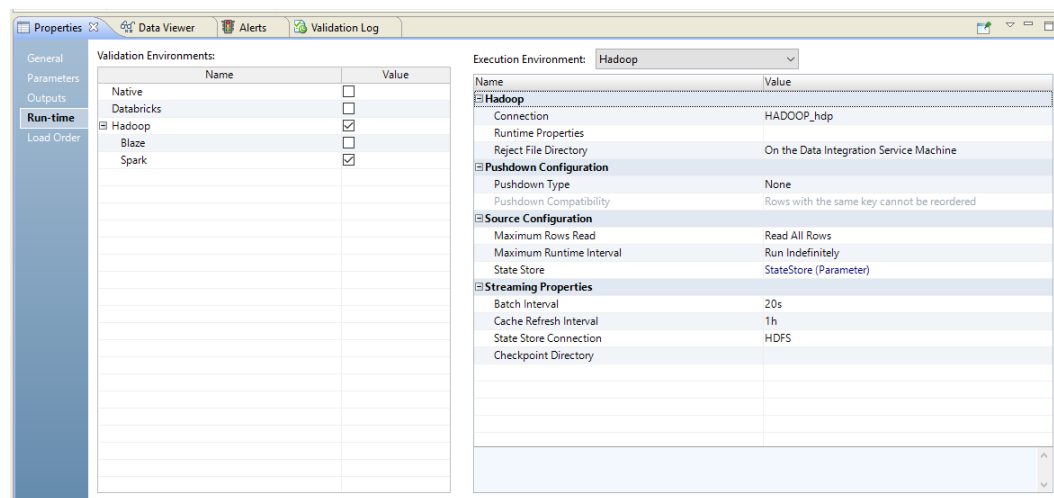 Properties Data Viewer Alerts Validation Log
General
Parameters
Outputs
Run-time
Load Order
Validation Environments:
Name Value
Native
Databricks
Hadoop
Blaze
Spark
Execution Environment: Hadoop
Name Value
Hadoop
Connection HADOOP_hdp
Runtime Properties
Reject File Directory On the Data Integration Service Machine
Pushdown Configuration
Pushdown Type None
Pushdown Compatibility Rows with the same key cannot be reordered
Source Configuration
Maximum Rows Read Read All Rows
Maximum Runtime Interval Run Indefinitely
State Store StateStore (Parameter)
Streaming Properties
Batch Interval 20s
Cache Refresh Interval 1h
State Store Connection HDFS
Checkpoint Directory